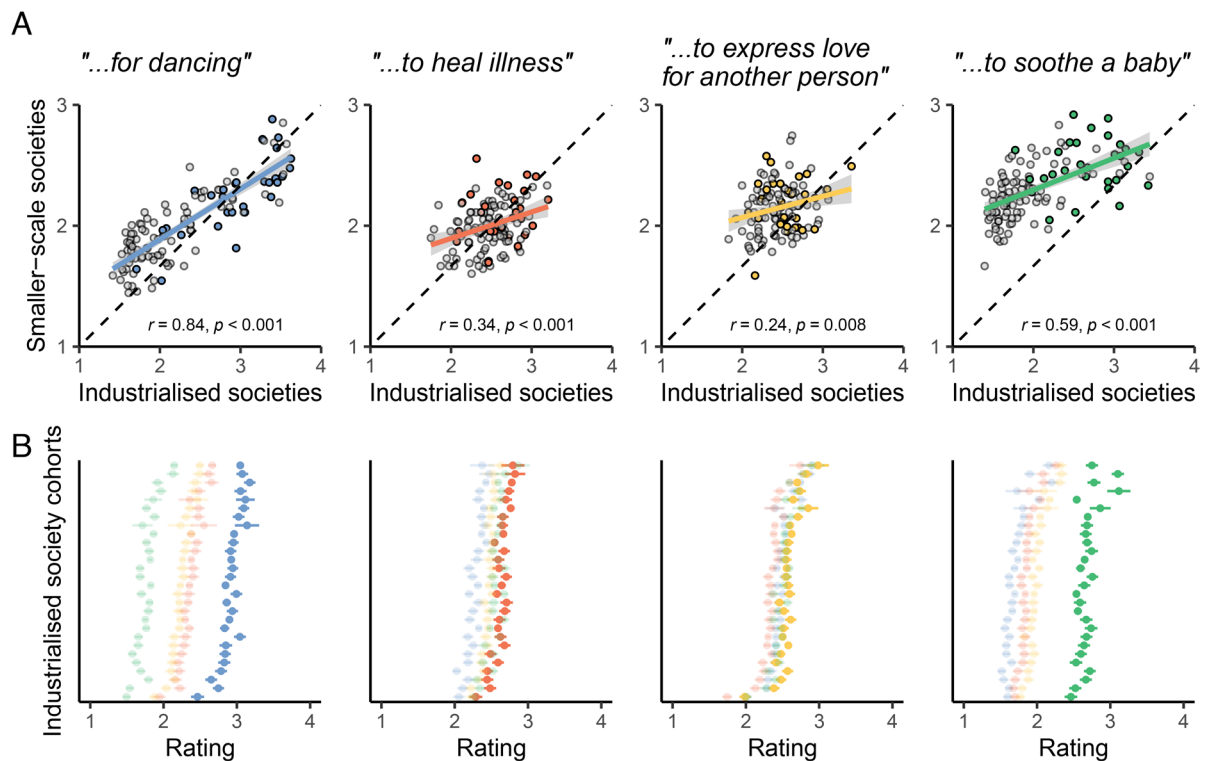 A
"...for dancing"
"...to heal illness"
"...to express love
for another person"
"...to soothe a baby"
Smaller−scale societies
3
2
1
r = 0.84, p < 0.001
1 2 3 4
Industrialised societies
3
2
1
r = 0.34, p < 0.001
1 2 3 4
Industrialised societies
3
2
1
r = 0.24, p = 0.008
1 2 3 4
Industrialised societies
3
2
1
r = 0.59, p < 0.001
1 2 3 4
Industrialised societies
B
Industrialised society cohorts
1 2 3 4
Rating
1 2 3 4
Rating
1 2 3 4
Rating
1 2 3 4
Rating